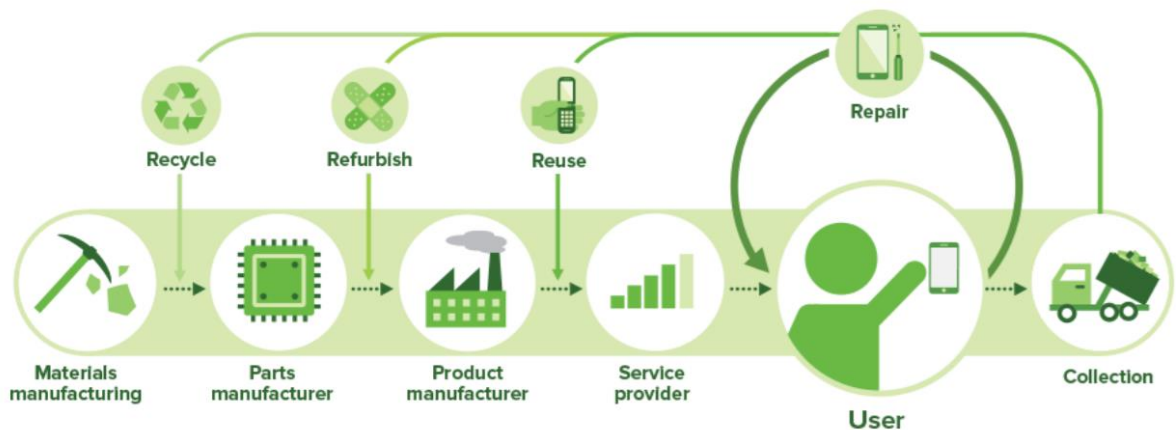 Repair
Recycle
Refurbish
Reuse
Materials
manufacturing
Parts
manufacturer
Product
manufacturer
Service
provider
User
Collection